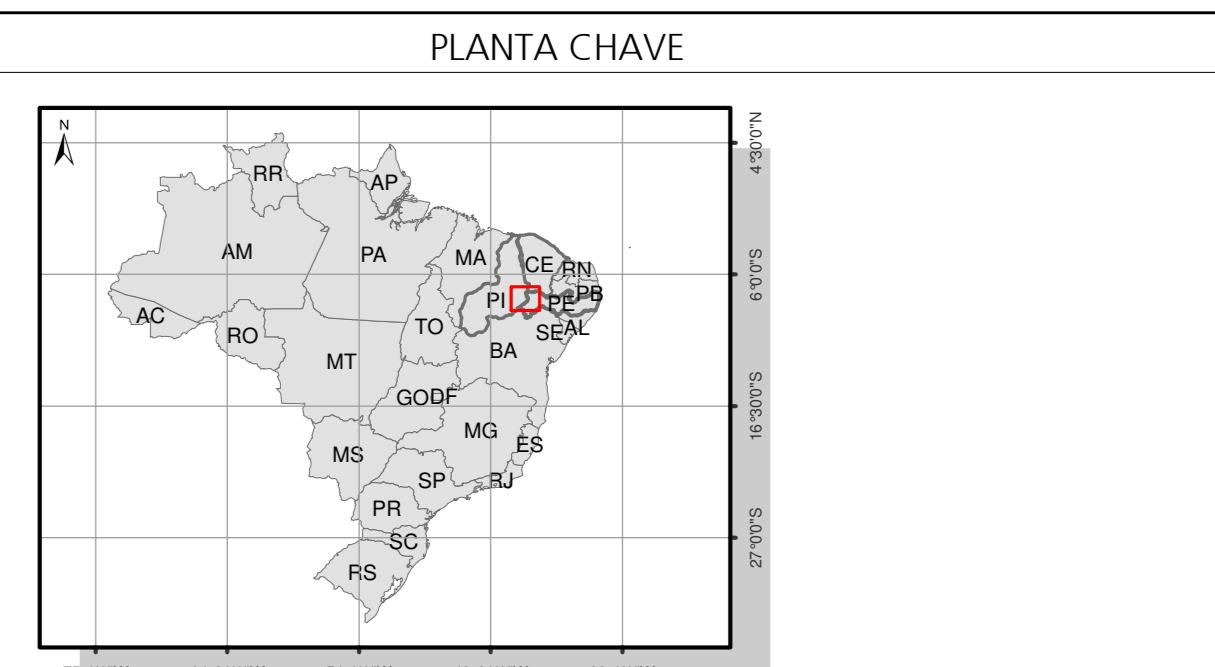 PLANTA CHAVE
N
4°30'0"N
RR
AP
AM
PA
MA
CE
RN
6°0'0"S
PI
PE
PB
AC
RO
TO
SE
AL
MT
BA
GO
DF
16°30'0"S
MG
ES
MS
SP
RJ
PR
27°0'0"S
SC
RS